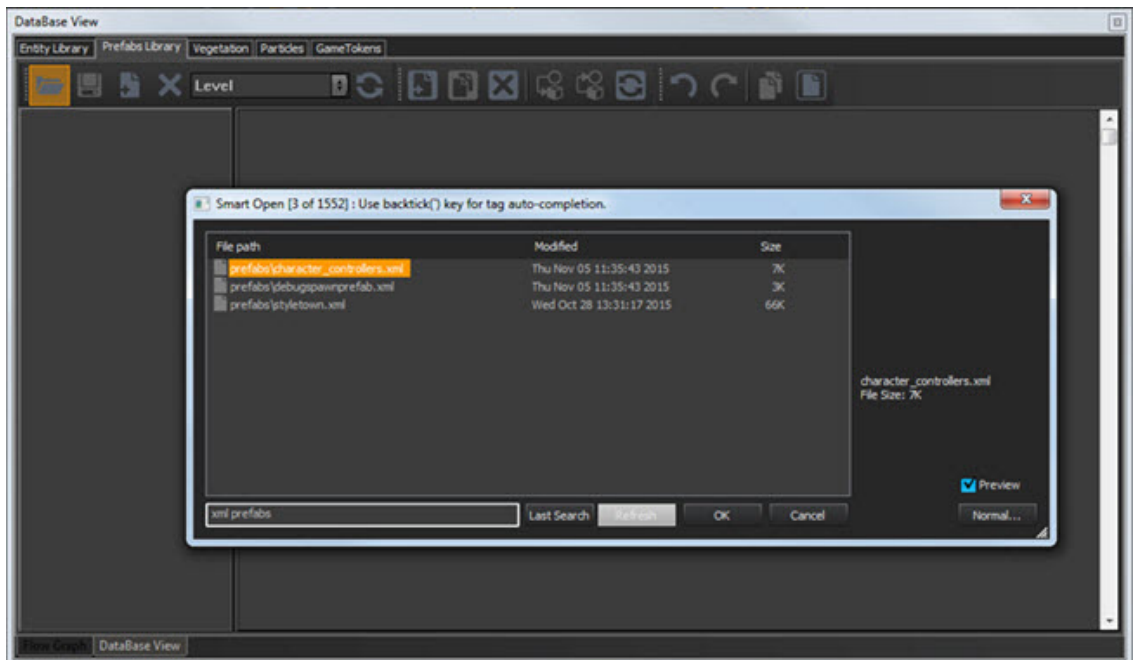 DataBase View
Entity Library Prefabs Library Vegetation Particles GameTokens
Level
Smart Open [3 of 1552] : Use backtick(`) key for tag auto-completion.
File path Modified Size
prefabs\character_controllers.xml Thu Nov 05 11:35:43 2015 7K
prefabs\debugspawnprefab.xml Thu Nov 05 11:35:43 2015 3K
prefabs\styletown.xml Wed Oct 28 13:31:17 2015 66K
character_controllers.xml
File Size: 7K
Preview
xml prefabs Last Search Refresh OK Cancel Normal...
Flow Graph DataBase View